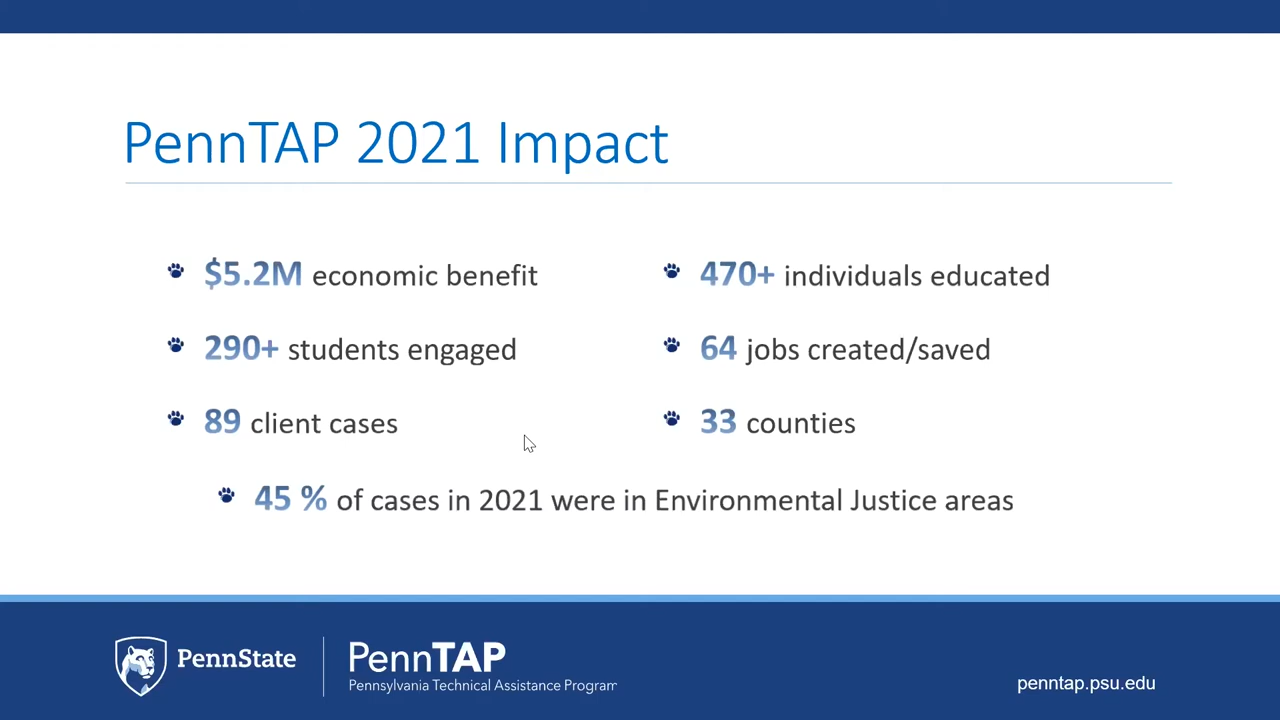 PennTAP 2021 Impact
$5.2M economic benefit
290+ students engaged
89 client cases
470+ individuals educated
64 jobs created/saved
33 counties
45 % of cases in 2021 were in Environmental Justice areas
PennState
PennTAP
Pennsylvania Technical Assistance Program
penntap.psu.edu